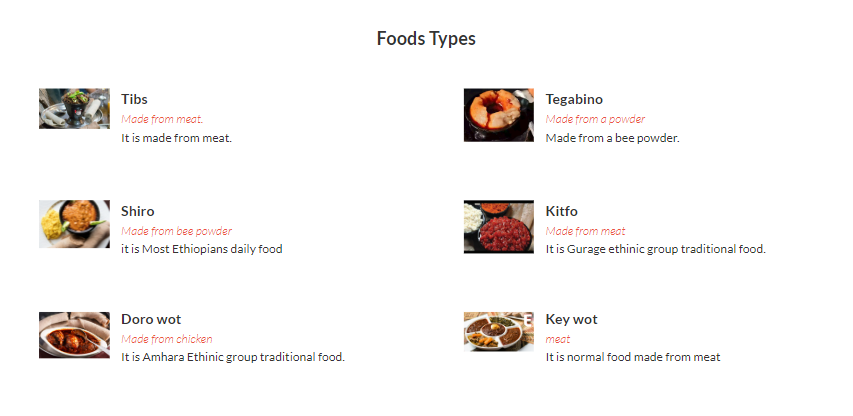 Foods Types
Tibs
Made from meat.
It is made from meat.
Tegabino
Made from a powder
Made from a bee powder.
Shiro
Made from bee powder
it is Most Ethiopians daily food
Kitfo
Made from meat
It is Gurage ethinic group traditional food.
Doro wot
Made from chicken
It is Amhara Ethinic group traditional food.
Key wot
meat
It is normal food made from meat